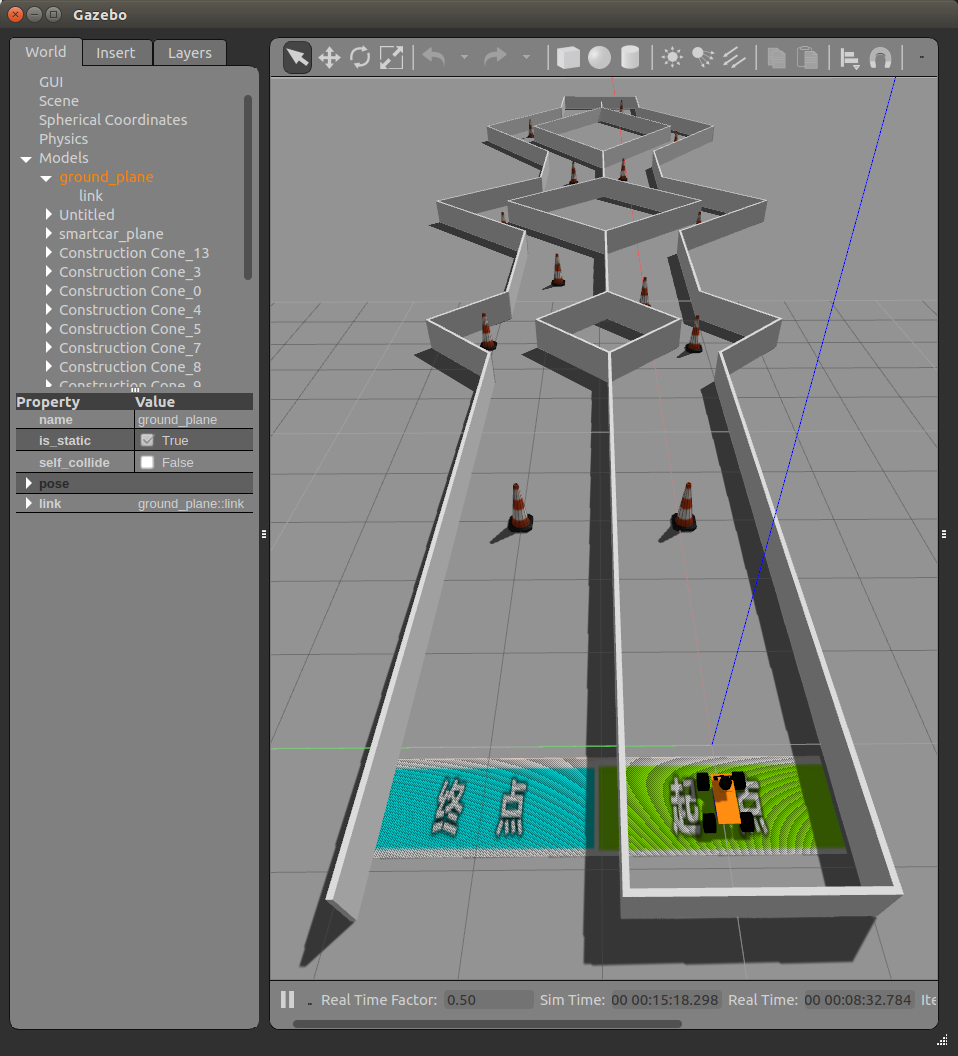 Gazebo
World Insert Layers
GUI
Scene
Spherical Coordinates
Physics
Models
ground_plane
link
Untitled
smartcar_plane
Construction Cone_13
Construction Cone_3
Construction Cone_0
Construction Cone_4
Construction Cone_5
Construction Cone_7
Construction Cone_8
Construction Cone_9
Property Value
name ground_plane
is_static True
self_collide False
pose
link ground_plane::link
终点 起点
Real Time Factor: 0.50 Sim Time: 00 00:15:18.298 Real Time: 00 00:08:32.784 Ite